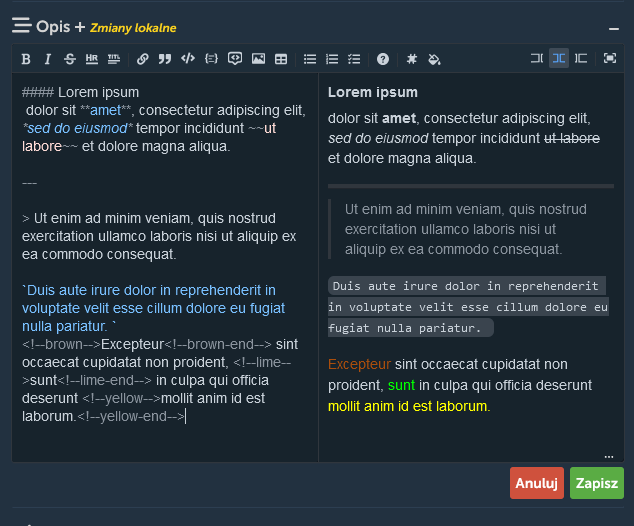 Opis + Zmiany lokalne
B I S HR TITL
#### Lorem ipsum
dolor sit **amet**, consectetur adipiscing elit,
*sed do eiusmod* tempor incididunt ~~ut
labore~~ et dolore magna aliqua.
---
> Ut enim ad minim veniam, quis nostrud
exercitation ullamco laboris nisi ut aliquip ex
ea commodo consequat.
`Duis aute irure dolor in reprehenderit in
voluptate velit esse cillum dolore eu fugiat
nulla pariatur. `
<!--brown-->Excepteur<!--brown-end--> sint
occaecat cupidatat non proident, <!--lime--
>sunt<!--lime-end--> in culpa qui officia
deserunt <!--yellow-->mollit anim id est
laborum.<!--yellow-end-->
Lorem ipsum
dolor sit amet, consectetur adipiscing elit,
sed do eiusmod tempor incididunt ut labore
et dolore magna aliqua.
Ut enim ad minim veniam, quis nostrud
exercitation ullamco laboris nisi ut
aliquip ex ea commodo consequat.
Duis aute irure dolor in reprehenderit
in voluptate velit esse cillum dolore eu
fugiat nulla pariatur.
Excepteur sint occaecat cupidatat non
proident, sunt in culpa qui officia deserunt
mollit anim id est laborum.
...
Anuluj Zapisz